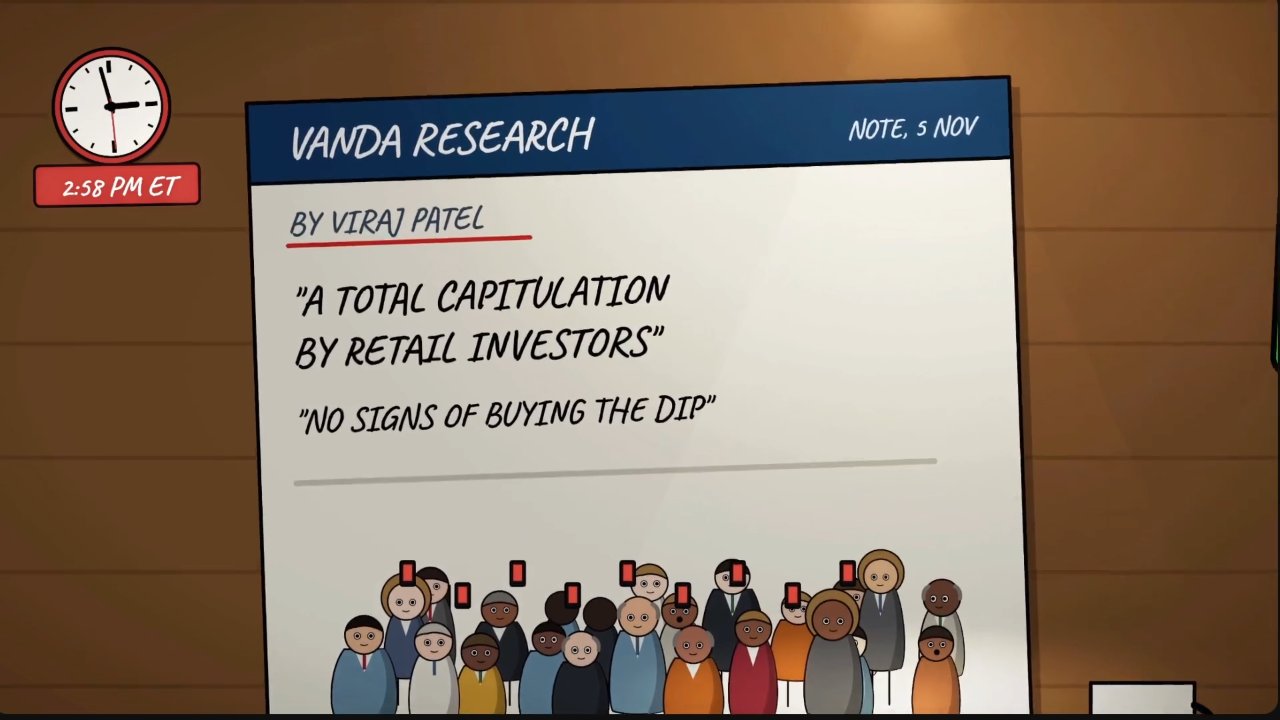 2:58 PM ET
VANDA RESEARCH
NOTE, 5 NOV
BY VIRAJ PATEL
"A TOTAL CAPITULATION
BY RETAIL INVESTORS"
"NO SIGNS OF BUYING THE DIP"